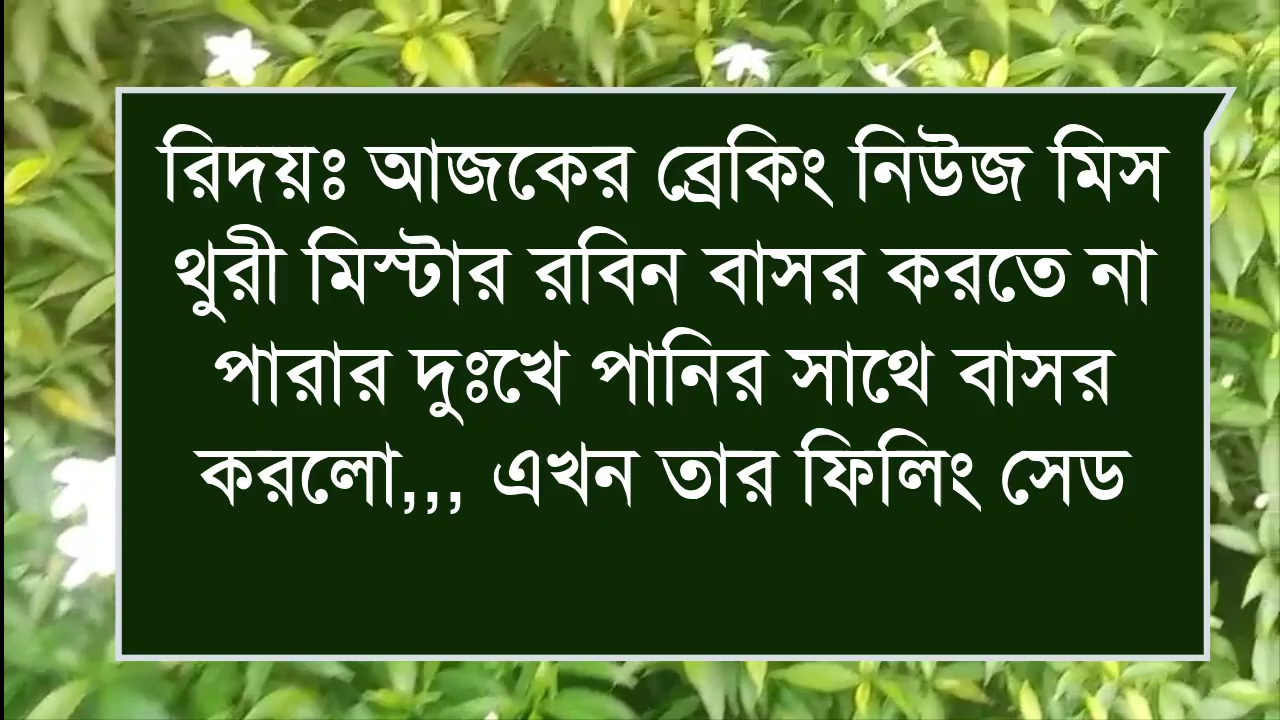 রিদয়ঃ আজকের ব্রেকিং নিউজ মিস
থুরী মিস্টার রবিন বাসর করতে না
পারার দুঃখে পানির সাথে বাসর
করলো,,, এখন তার ফিলিং সেড